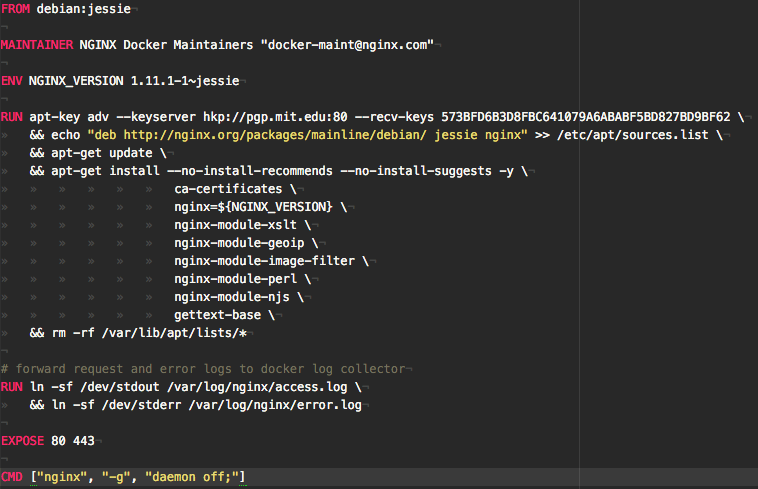 FROM debian:jessie
MAINTAINER NGINX Docker Maintainers "docker-maint@nginx.com"
ENV NGINX_VERSION 1.11.1-1~jessie
RUN apt-key adv --keyserver hkp://pgp.mit.edu:80 --recv-keys 573BFD6B3D8FBC641079A6ABABF5BD827BD9BF62 \
&& echo "deb http://nginx.org/packages/mainline/debian/ jessie nginx" >> /etc/apt/sources.list \
&& apt-get update \
&& apt-get install --no-install-recommends --no-install-suggests -y \
ca-certificates \
nginx=${NGINX_VERSION} \
nginx-module-xslt \
nginx-module-geoip \
nginx-module-image-filter \
nginx-module-perl \
nginx-module-njs \
gettext-base \
&& rm -rf /var/lib/apt/lists/*
# forward request and error logs to docker log collector
RUN ln -sf /dev/stdout /var/log/nginx/access.log \
&& ln -sf /dev/stderr /var/log/nginx/error.log
EXPOSE 80 443
CMD ["nginx", "-g", "daemon off;"]